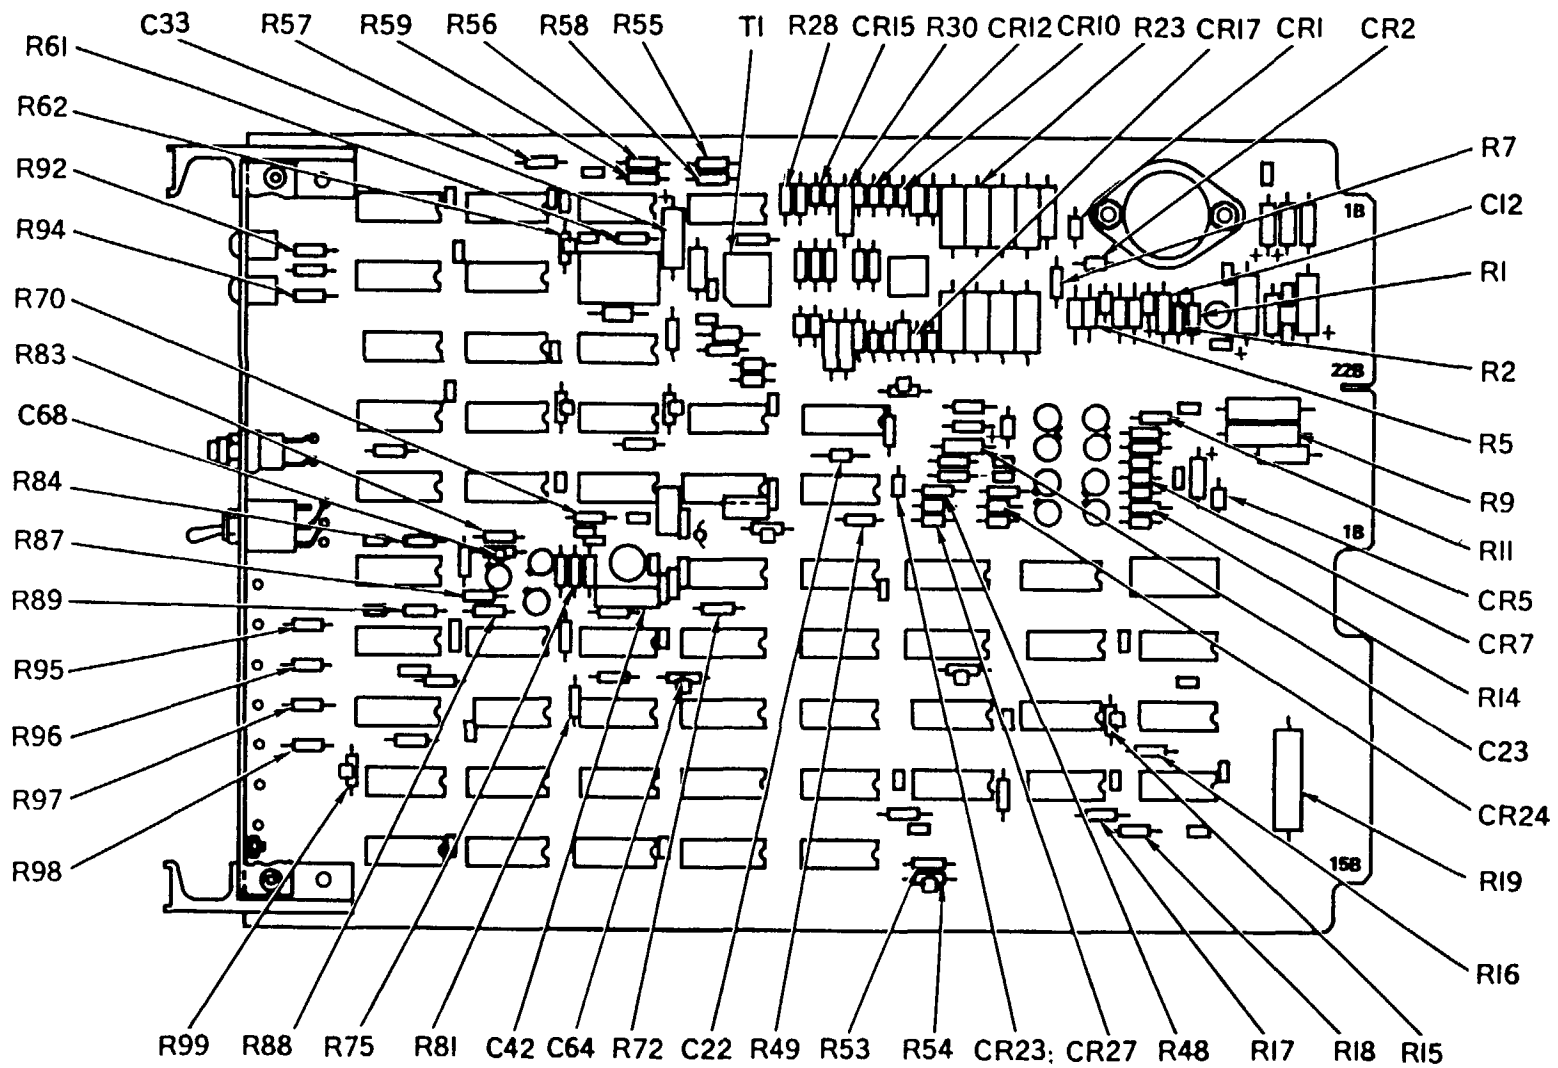 R61
C33
R57
R59
R56
R58
R55
T1
R28
CR15
R30
CR12
CR10
R23
CR17
CR1
CR2
R62
R92
R94
R70
R83
C68
R84
R87
R89
R95
R96
R97
R98
R7
C12
R1
R2
R5
R9
R11
CR5
CR7
R14
C23
CR24
R19
R16
1B
22B
1B
15B
+
+
+
+
+
+
+
+
R99
R88
R75
R81
C42
C64
R72
C22
R49
R53
R54
CR23:
CR27
R48
R17
R18
R15